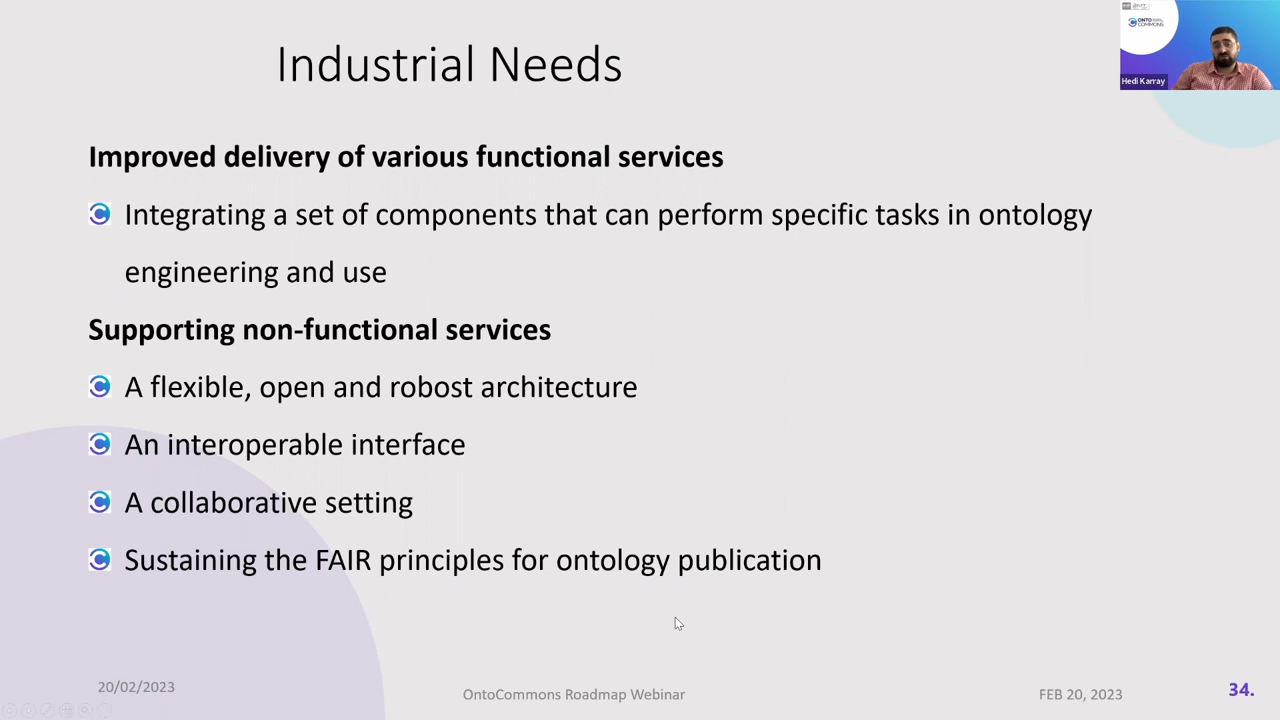 Industrial Needs
ONTO
COMMONS
Hedi Karray
Improved delivery of various functional services
Integrating a set of components that can perform specific tasks in ontology
engineering and use
Supporting non-functional services
A flexible, open and robost architecture
An interoperable interface
A collaborative setting
Sustaining the FAIR principles for ontology publication
20/02/2023
OntoCommons Roadmap Webinar
FEB 20, 2023
34.